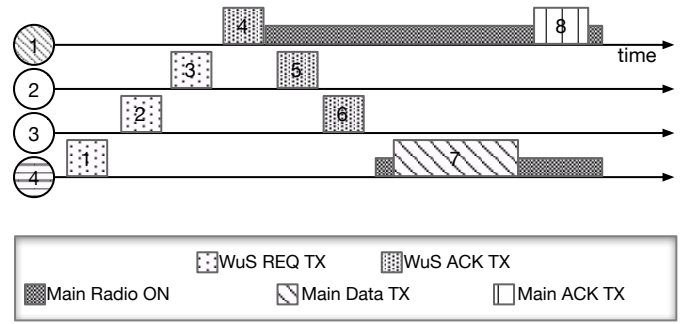 1 4 8
time
2 3 5
3 2 6
4 1 7
WuS REQ TX WuS ACK TX
Main Radio ON Main Data TX Main ACK TX